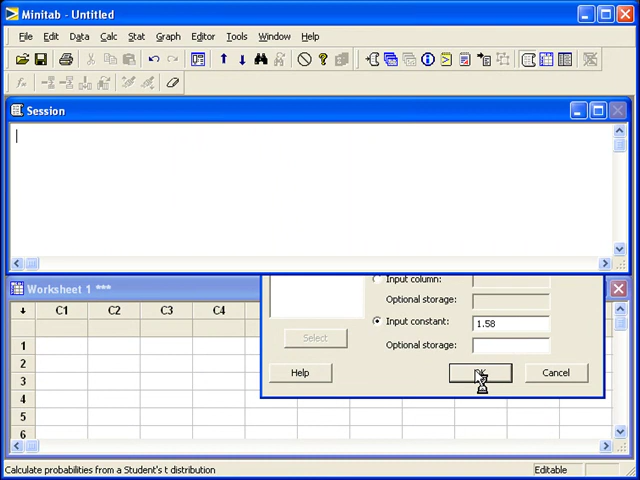 Minitab - Untitled
File Edit Data Calc Stat Graph Editor Tools Window Help
Session
Worksheet 1 ***
Input column:
Optional storage:
Input constant: 1.58
Optional storage:
Select
Help Cancel
C1 C2 C3 C4
1
2
3
4
5
6
Calculate probabilities from a Student's t distribution Editable